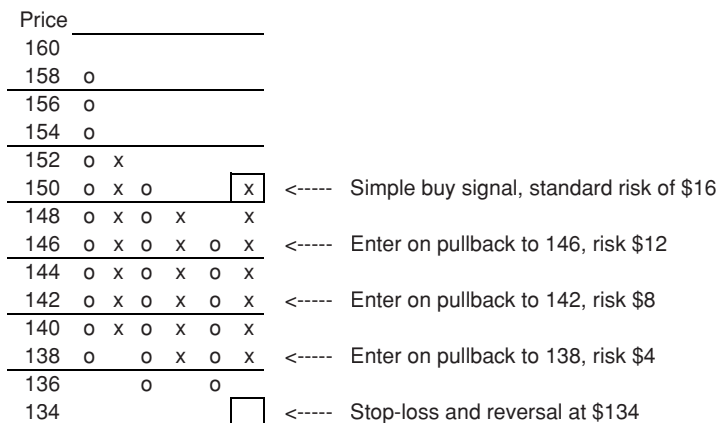 Price
160
158 o
156 o
154 o
152 o x
150 o x o x <----- Simple buy signal, standard risk of $16
148 o x o x x
146 o x o x o x <----- Enter on pullback to 146, risk $12
144 o x o x o x
142 o x o x o x <----- Enter on pullback to 142, risk $8
140 o x o x o x
138 o o x o x <----- Enter on pullback to 138, risk $4
136 o o
134 <----- Stop-loss and reversal at $134